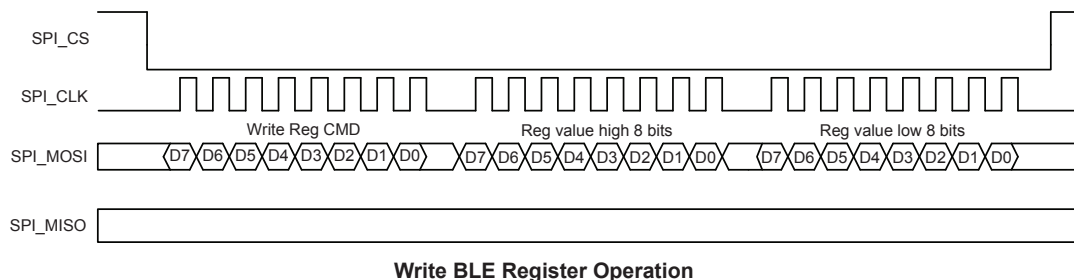 SPI_CS
SPI_CLK
Write Reg CMD Reg value high 8 bits Reg value low 8 bits
SPI_MOSI D7 D6 D5 D4 D3 D2 D1 D0 D7 D6 D5 D4 D3 D2 D1 D0 D7 D6 D5 D4 D3 D2 D1 D0
SPI_MISO
Write BLE Register Operation